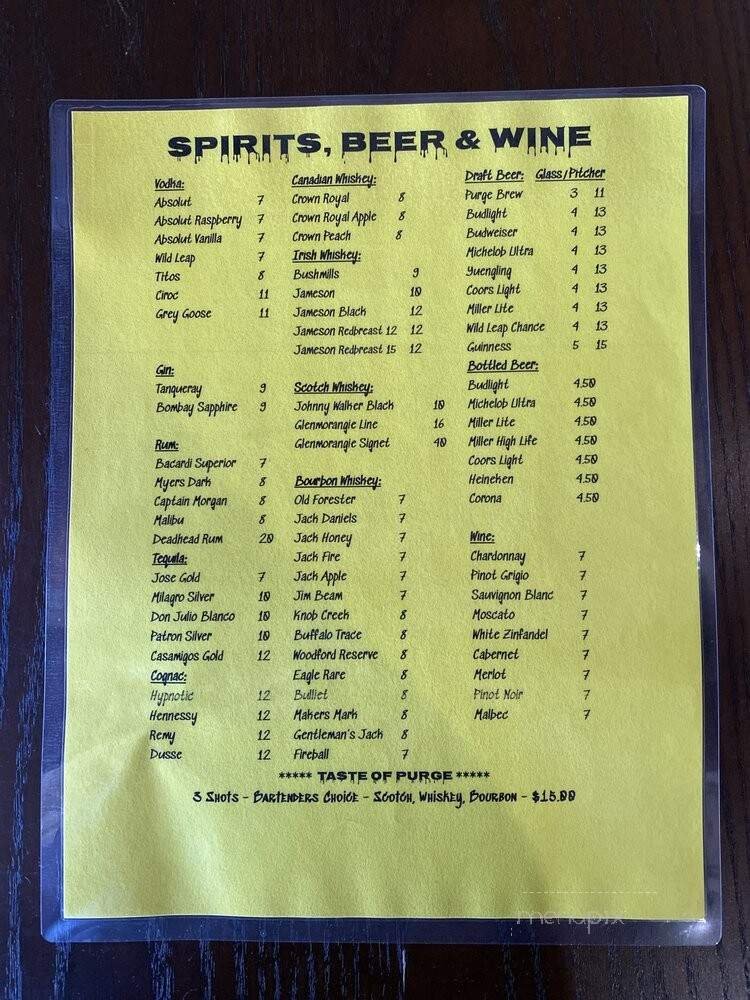 SPIRITS, BEER & WINE
Vodka:
Absolut 7
Absolut Raspberry 7
Absolut Vanilla 7
Wild Leap 7
Titos 8
Ciroc 11
Grey Goose 11
Gin:
Tanqueray 9
Bombay Sapphire 9
Rum:
Bacardi Superior 7
Myers Dark 8
Captain Morgan 8
Malibu 8
Deadhead Rum 20
Tequila:
Jose Gold 7
Milagro Silver 10
Don Julio Blanco 10
Patron Silver 10
Casamigos Gold 12
Cognac:
Hypnotic 12
Hennessy 12
Remy 12
Dusse 12
Canadian Whiskey:
Crown Royal 8
Crown Royal Apple 8
Crown Peach 8
Irish Whiskey:
Bushmills 9
Jameson 10
Jameson Black 12
Jameson Redbreast 12 12
Jameson Redbreast 15 12
Scotch Whiskey:
Johnny Walker Black 10
Glenmorangie Line 16
Glenmorangie Signet 40
Bourbon Whiskey:
Old Forester 7
Jack Daniels 7
Jack Honey 7
Jack Fire 7
Jack Apple 7
Jim Beam 7
Knob Creek 8
Buffalo Trace 8
Woodford Reserve 8
Eagle Rare 8
Bulliet 8
Makers Mark 8
Gentleman's Jack 8
Fireball 7
Draft Beer: Glass/Pitcher
Purge Brew 3 11
Budlight 4 13
Budweiser 4 13
Michelob Ultra 4 13
Yuengling 4 13
Coors Light 4 13
Miller Lite 4 13
Wild Leap Chance 4 13
Guinness 5 15
Bottled Beer:
Budlight 4.50
Michelob Ultra 4.50
Miller Lite 4.50
Miller High Life 4.50
Coors Light 4.50
Heineken 4.50
Corona 4.50
Wine:
Chardonnay 7
Pinot Grigio 7
Sauvignon Blanc 7
Moscato 7
White Zinfandel 7
Cabernet 7
Merlot 7
Pinot Noir 7
Malbec 7
***** TASTE OF PURGE *****
3 Shots - Bartenders Choice - Scotch, Whiskey, Bourbon - $15.00
menupix